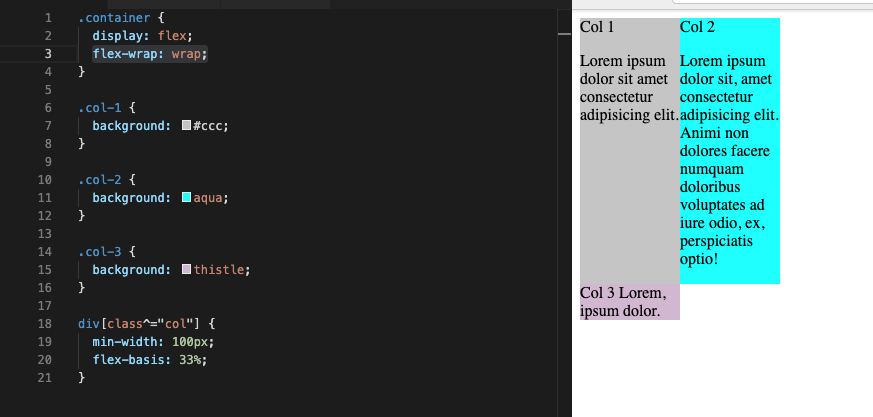 1 .container {
2 display: flex;
3 flex-wrap: wrap;
4 }
5
6 .col-1 {
7 background: #ccc;
8 }
9
10 .col-2 {
11 background: aqua;
12 }
13
14 .col-3 {
15 background: thistle;
16 }
17
18 div[class^="col"] {
19 min-width: 100px;
20 flex-basis: 33%;
21 }
Col 1
Lorem ipsum
dolor sit amet
consectetur
adipisicing elit.
Col 2
Lorem ipsum
dolor sit, amet
consectetur
adipisicing elit.
Animi non
dolores facere
numquam
doloribus
voluptates ad
iure odio, ex,
perspiciatis
optio!
Col 3 Lorem,
ipsum dolor.